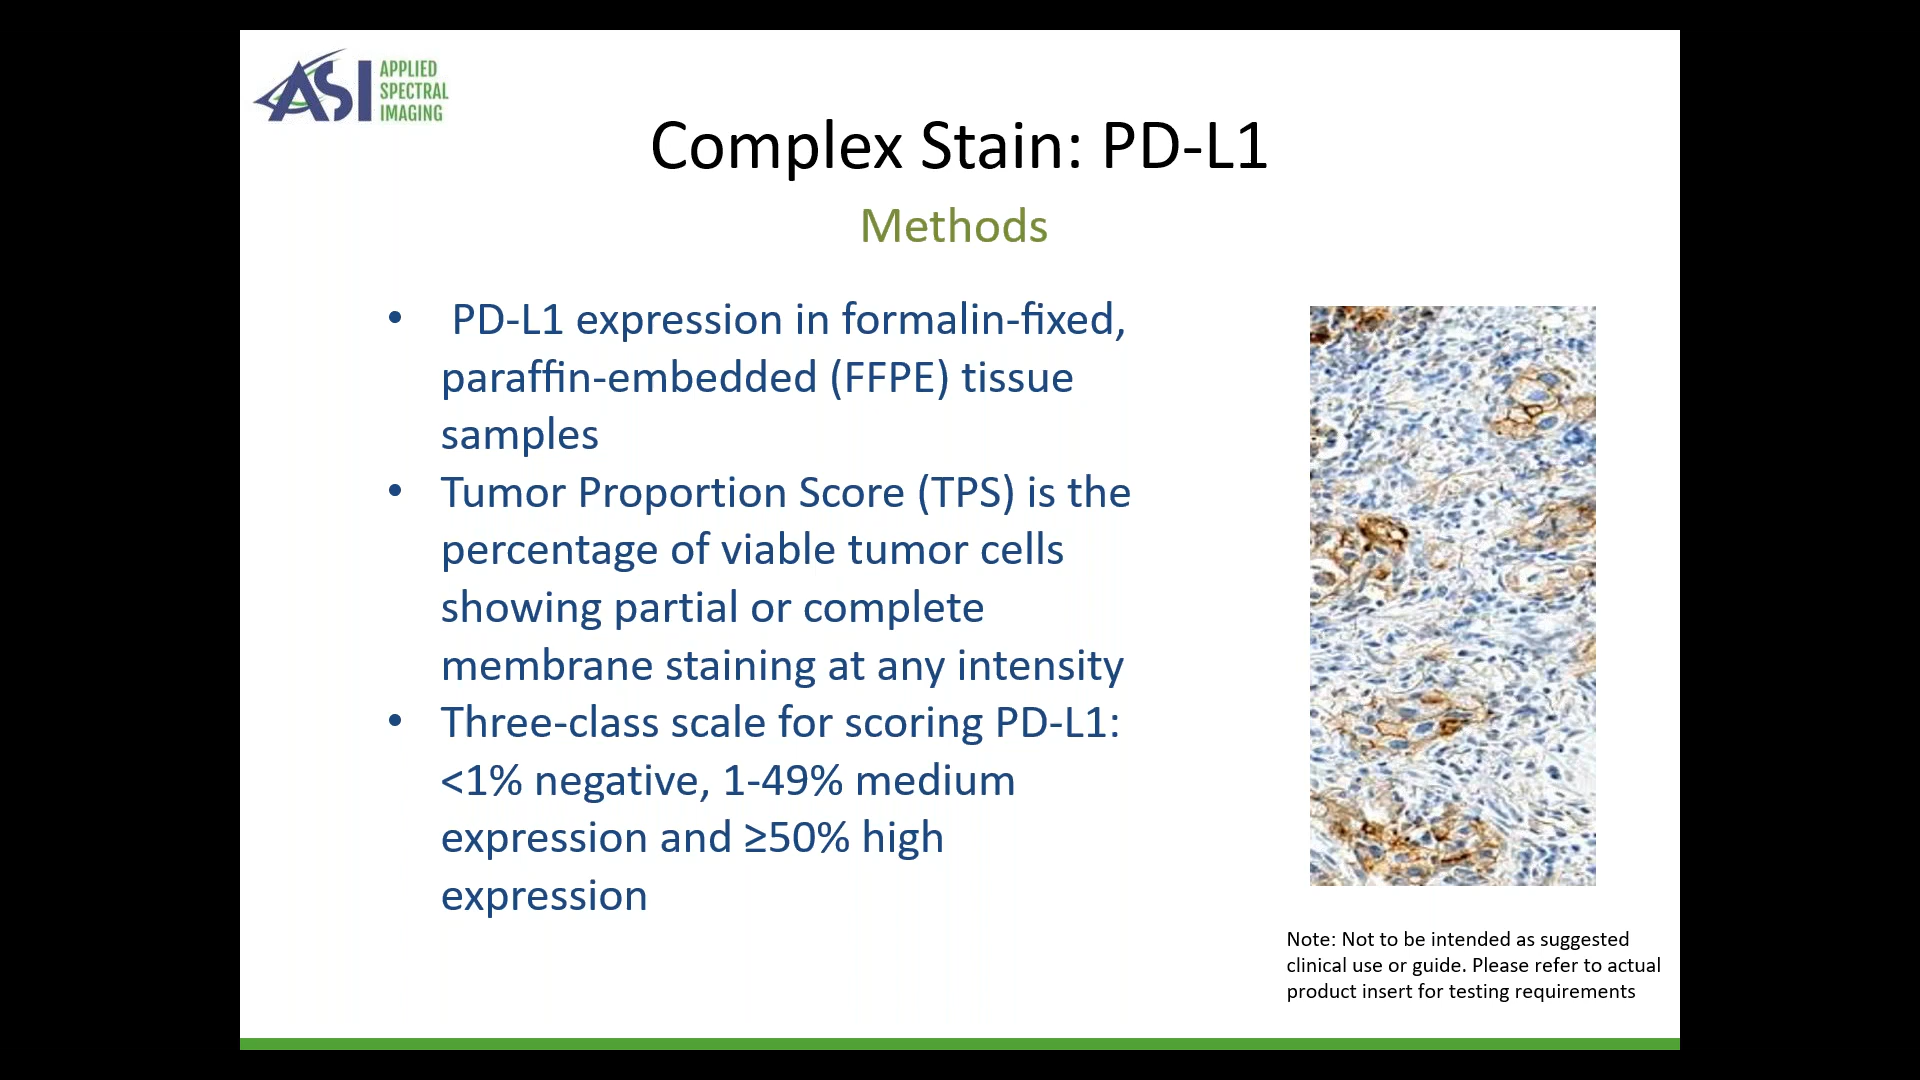 ASI APPLIED
SPECTRAL
IMAGING
Complex Stain: PD-L1
Methods
• PD-L1 expression in formalin-fixed,
paraffin-embedded (FFPE) tissue
samples
• Tumor Proportion Score (TPS) is the
percentage of viable tumor cells
showing partial or complete
membrane staining at any intensity
• Three-class scale for scoring PD-L1:
<1% negative, 1-49% medium
expression and ≥50% high
expression
Note: Not to be intended as suggested
clinical use or guide. Please refer to actual
product insert for testing requirements